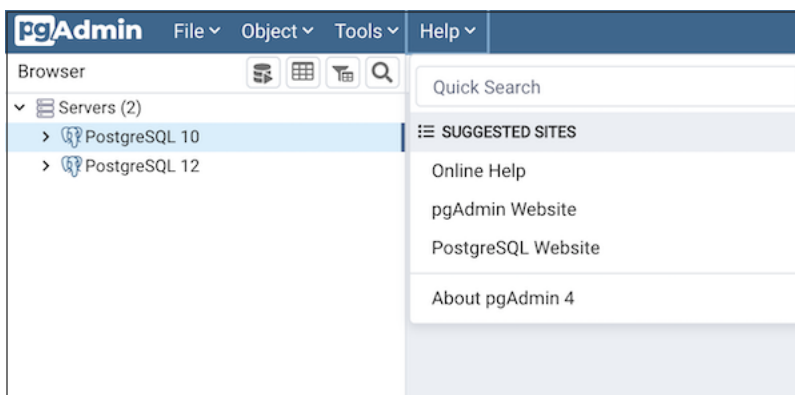 pgAdmin File Object Tools Help
Browser
Quick Search
Servers (2)
PostgreSQL 10
PostgreSQL 12
SUGGESTED SITES
Online Help
pgAdmin Website
PostgreSQL Website
About pgAdmin 4